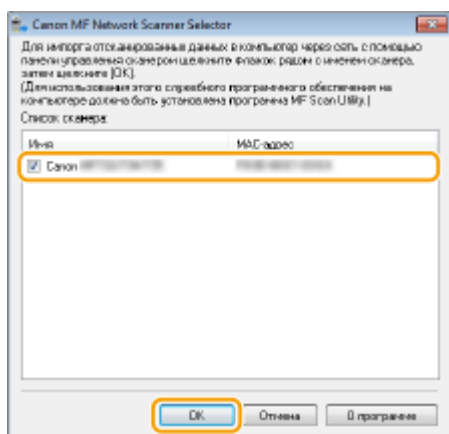 Canon MF Network Scanner Selector
Для импорта отсканированных данных в компьютер через сеть с помощью
панели управления сканером щелкните флажок рядом с именем сканера,
затем щелкните [OK].
(Для использования этого служебного программного обеспечения на
компьютере должна быть установлена программа MF Scan Utility.)
Список сканера:
Имя MAC-адрес
Canon
OK Отмена О программе